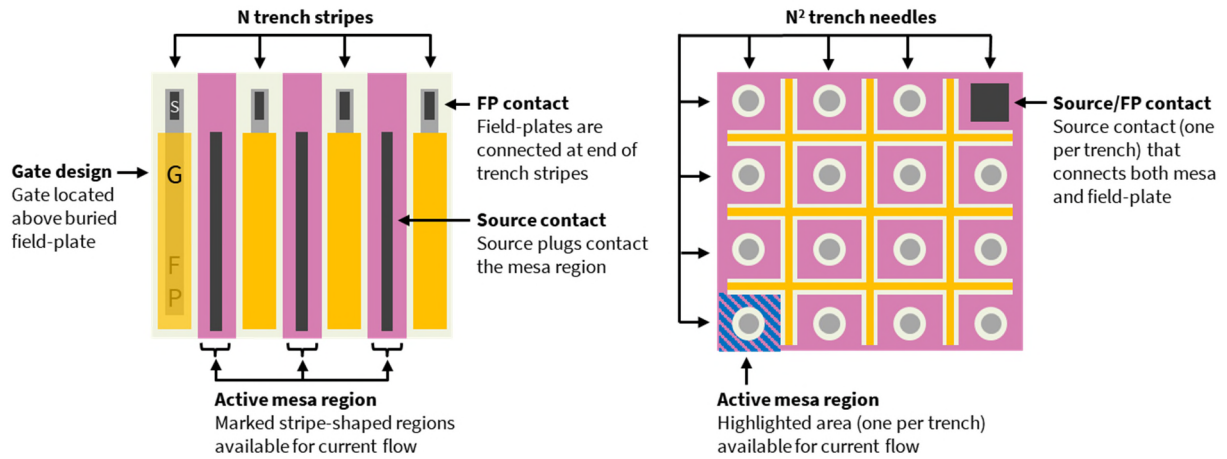 N trench stripes
S
G
F
P
Gate design
Gate located
above buried
field-plate
FP contact
Field-plates are
connected at end of
trench stripes
Source contact
Source plugs contact
the mesa region
Active mesa region
Marked stripe-shaped regions
available for current flow
N² trench needles
Source/FP contact
Source contact (one
per trench) that
connects both mesa
and field-plate
Active mesa region
Highlighted area (one per trench)
available for current flow